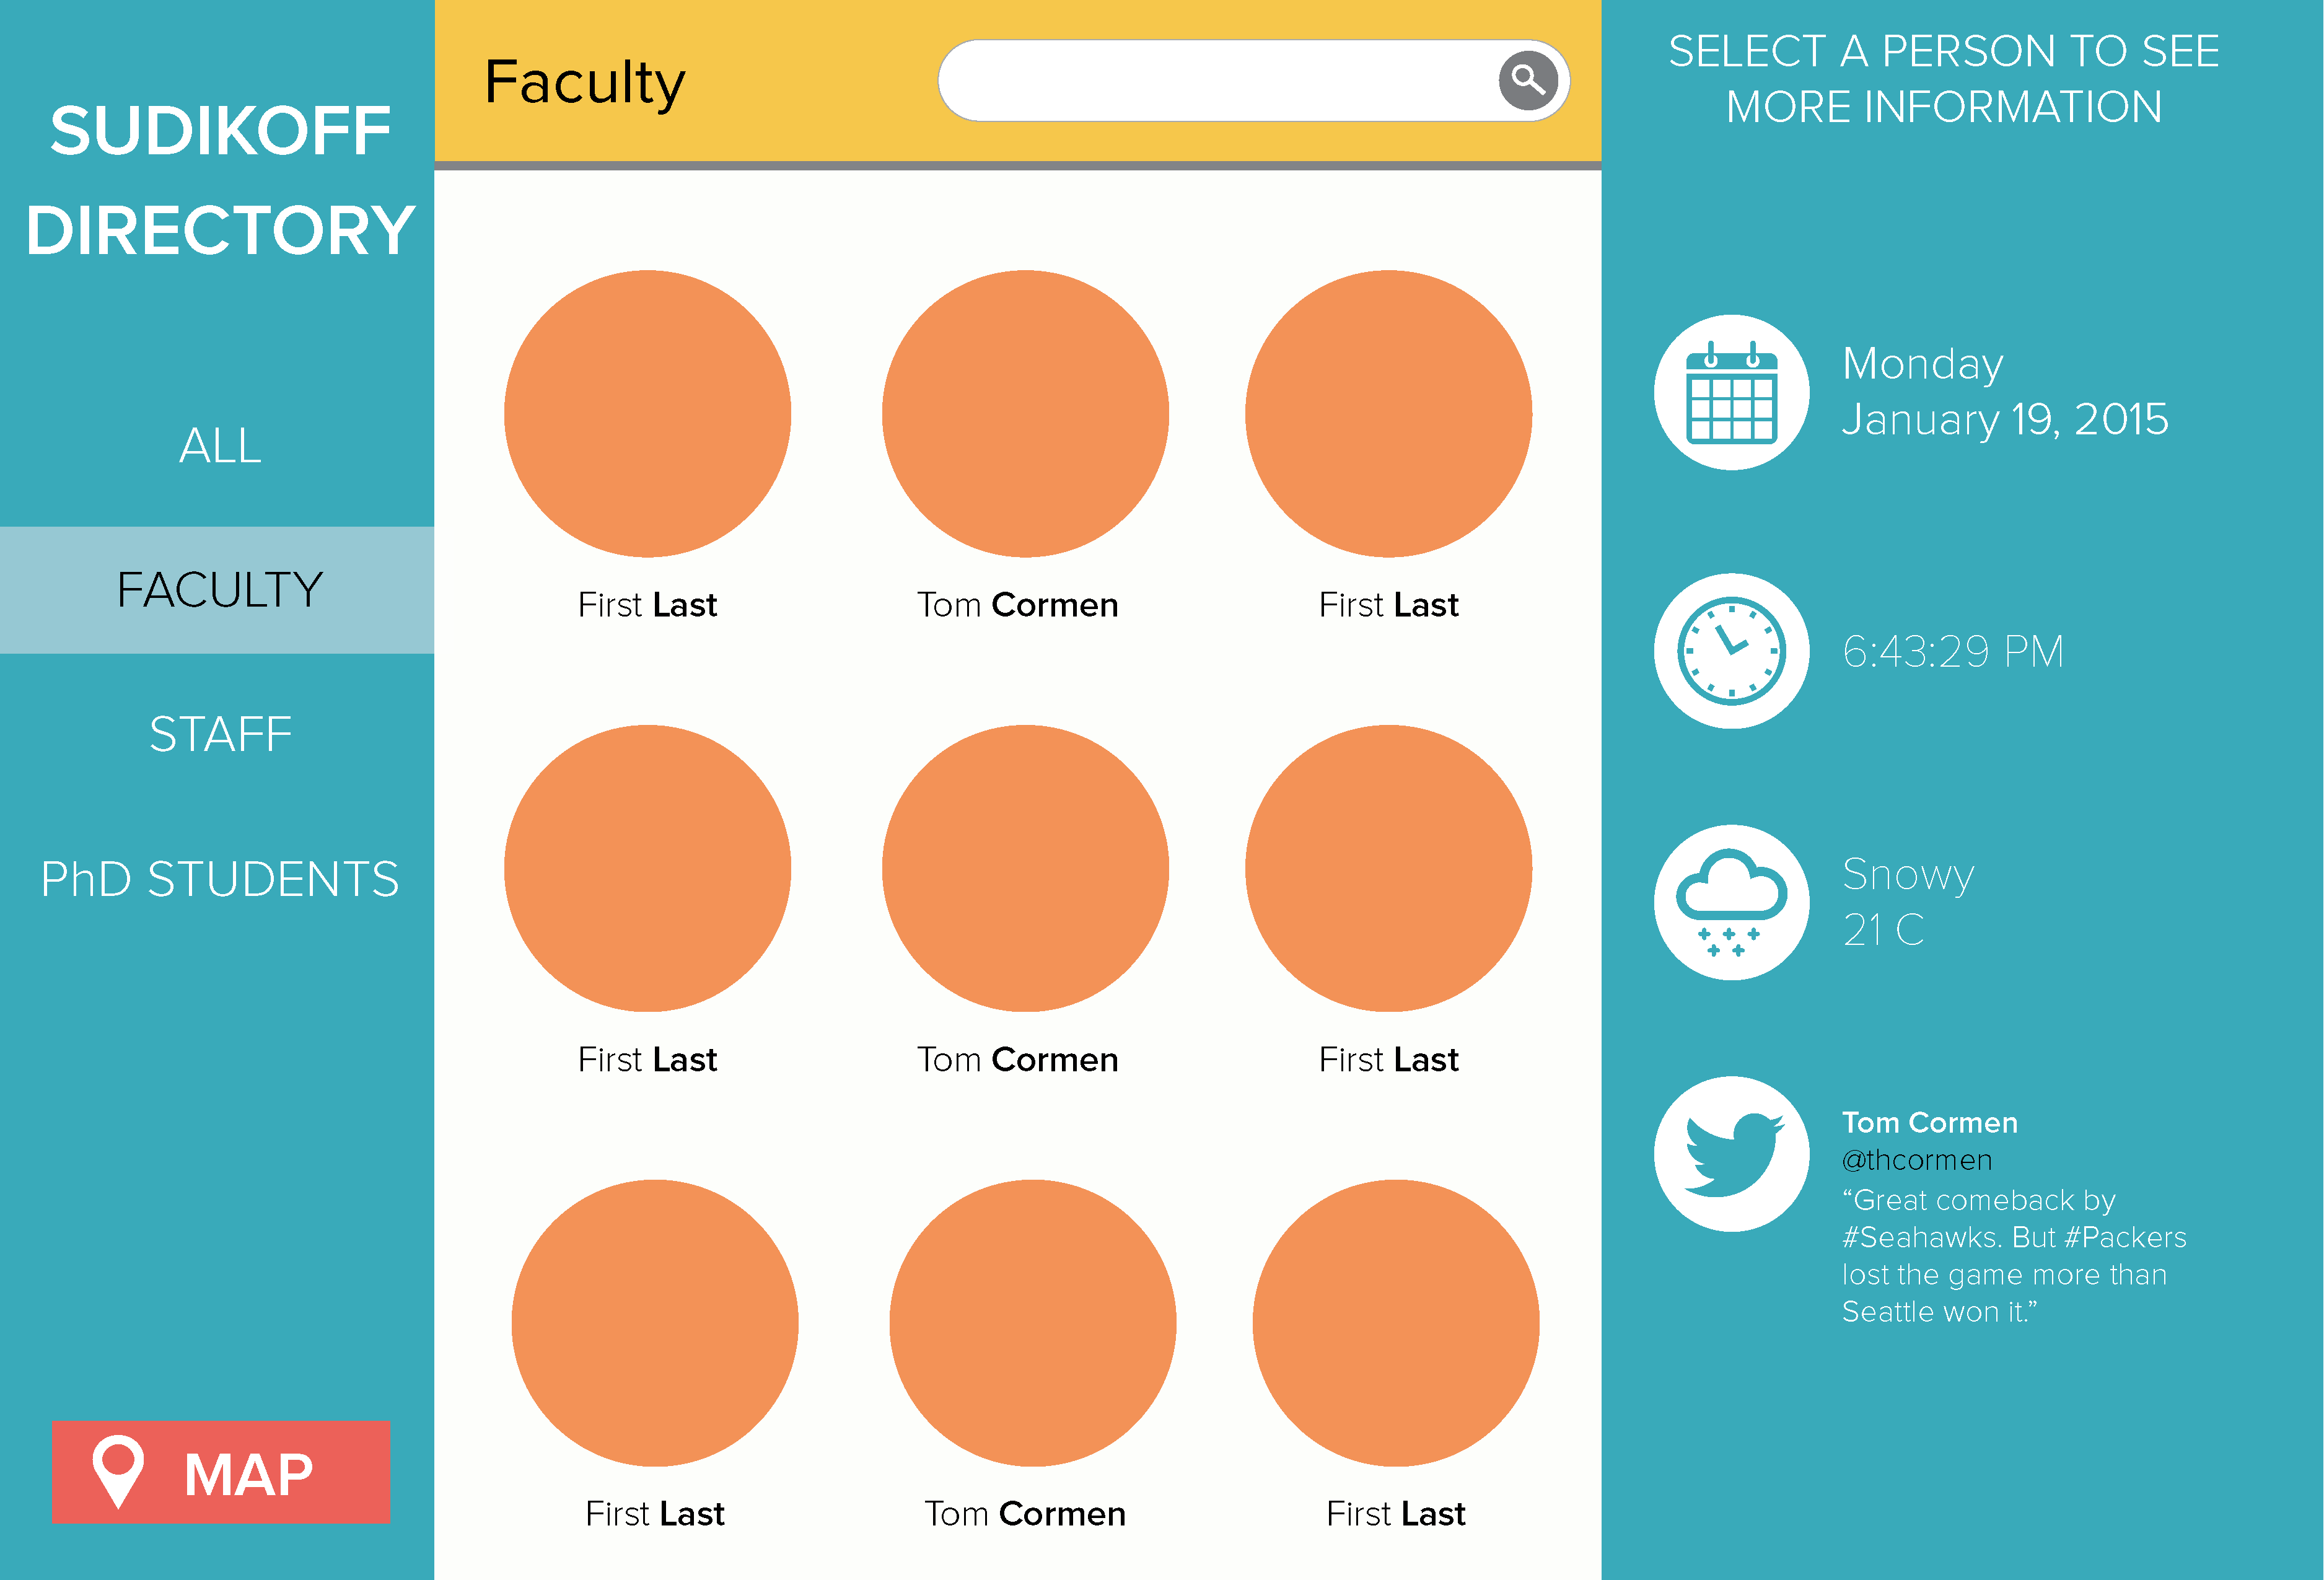 SUDIKOFF
DIRECTORY
ALL
FACULTY
STAFF
PhD STUDENTS
MAP
Faculty
First Last
Tom Cormen
First Last
First Last
Tom Cormen
First Last
First Last
Tom Cormen
First Last
SELECT A PERSON TO SEE
MORE INFORMATION
Monday
January 19, 2015
6:43:29 PM
Snowy
21 C
Tom Cormen
@thcormen
“Great comeback by
#Seahawks. But #Packers
lost the game more than
Seattle won it.”